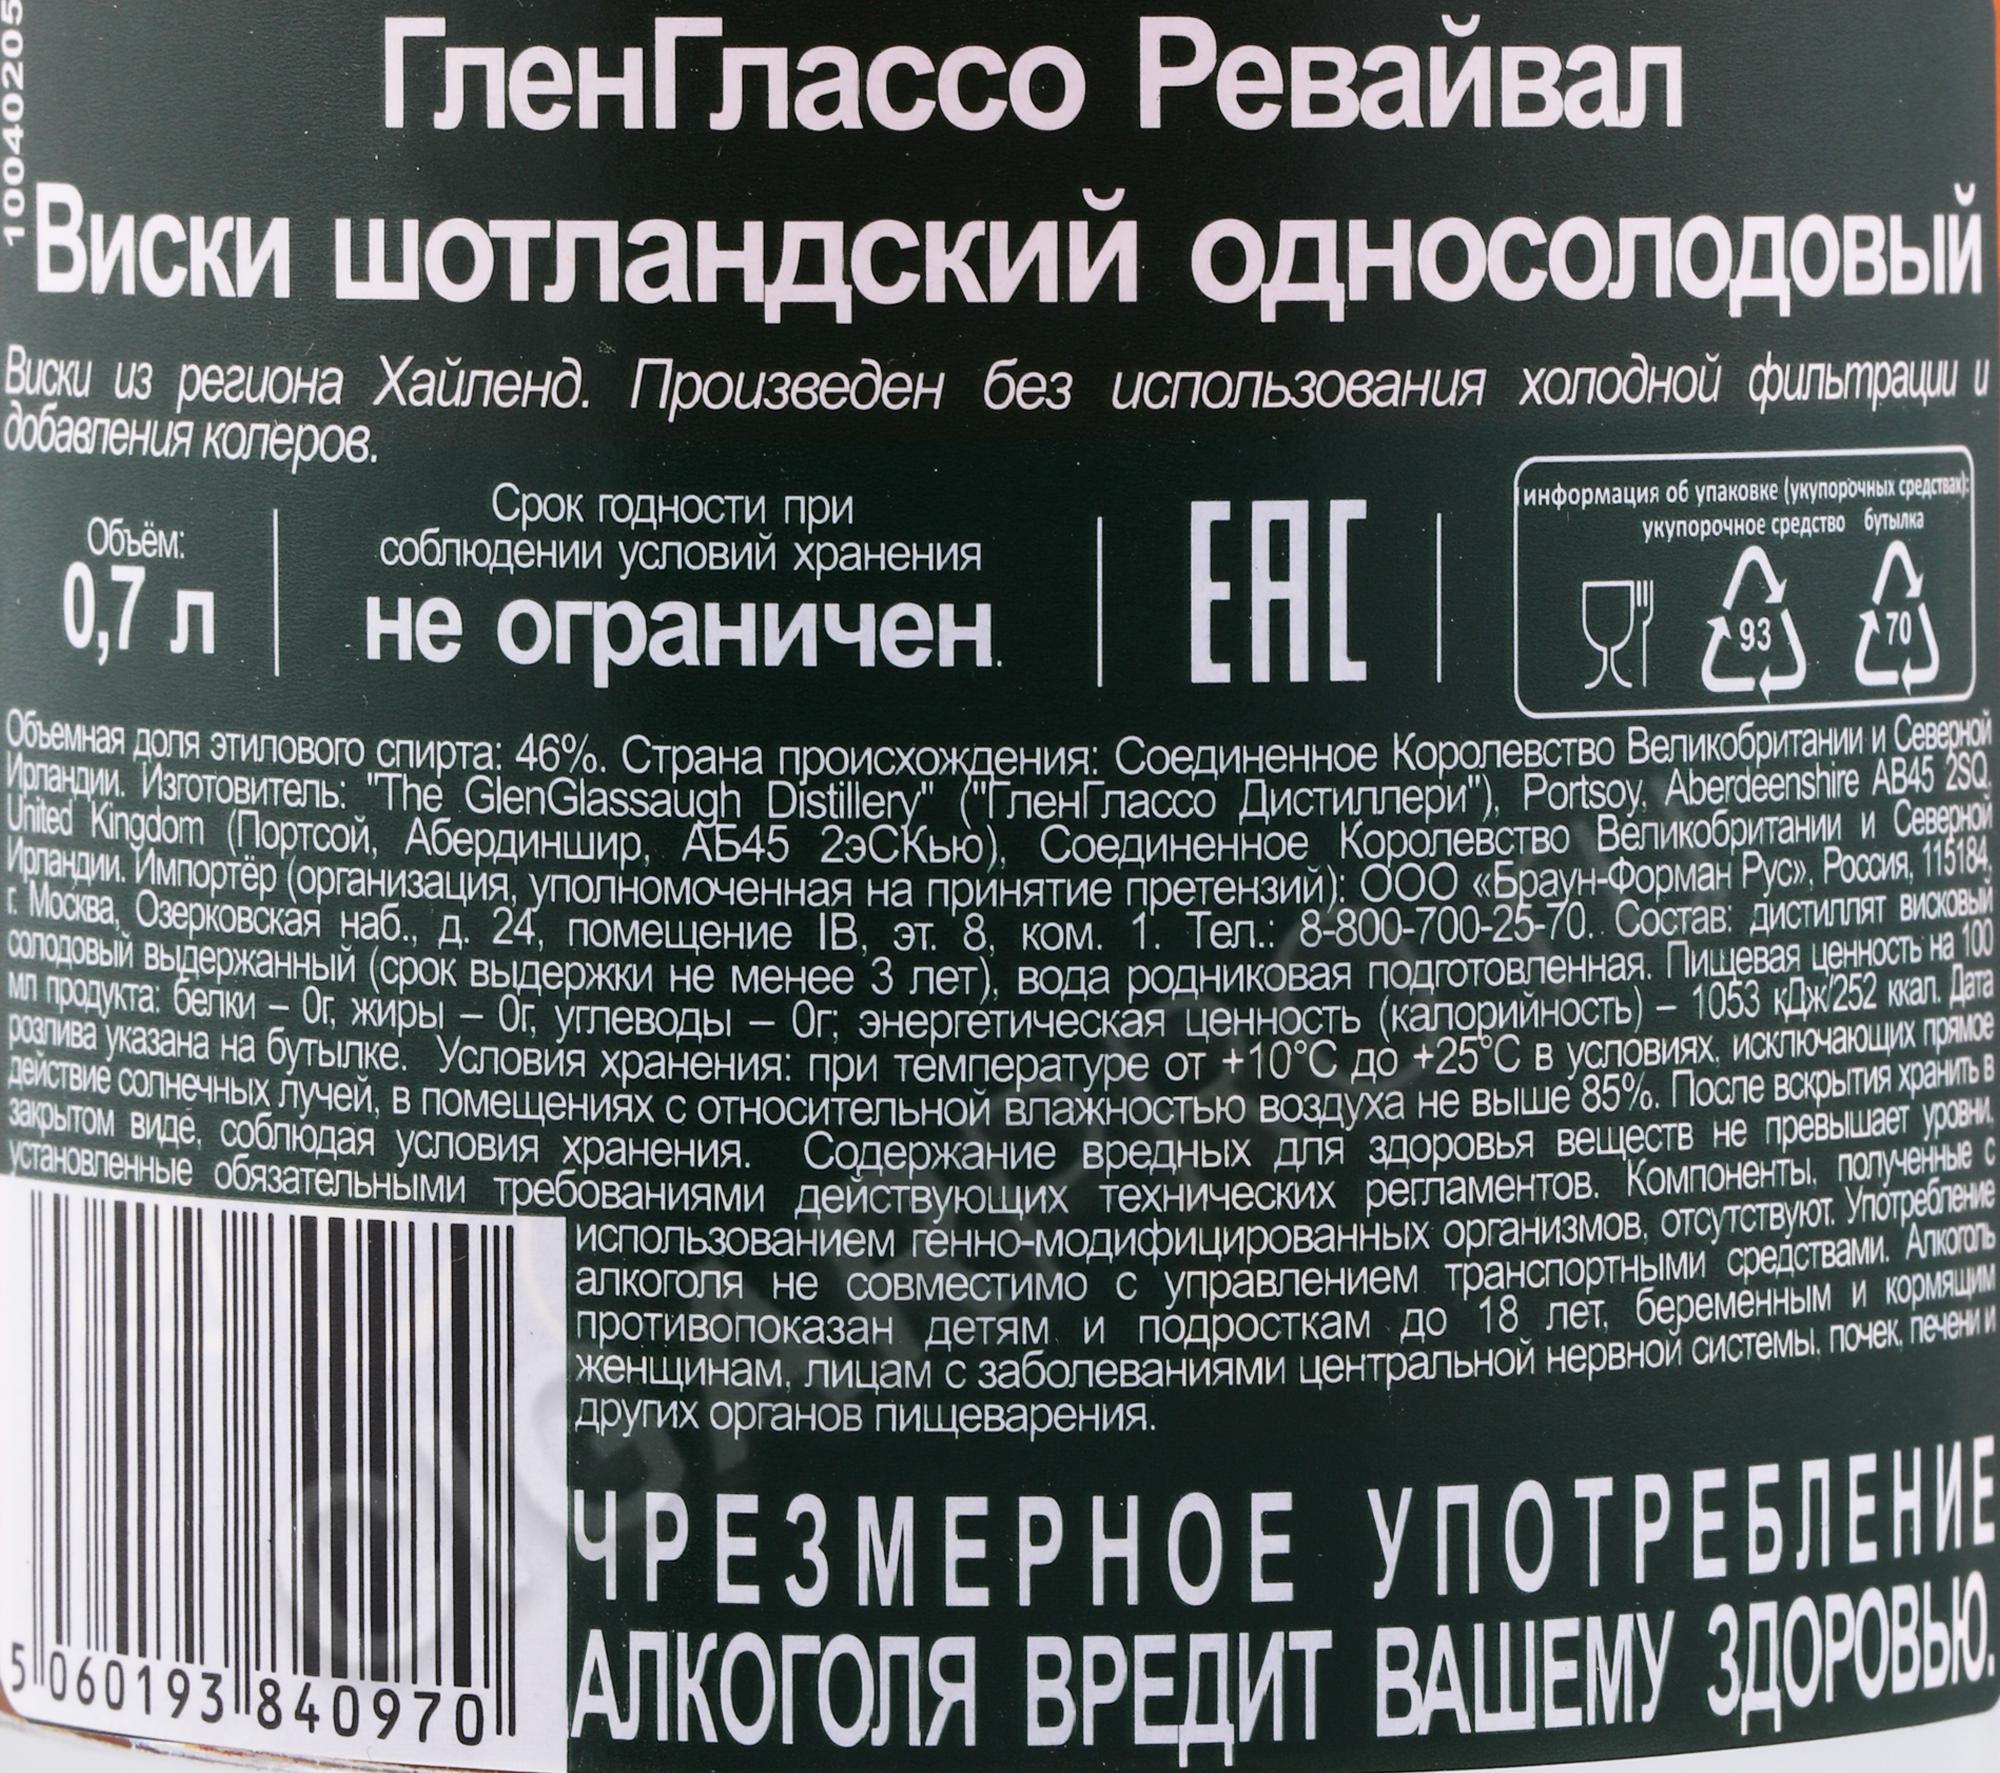 10040205
ГленГлассо Ревайвал
Виски шотландский односолодовый
Виски из региона Хайленд. Произведен без использования холодной фильтрации и
добавления колеров.
Объём:
0,7 л
Срок годности при
соблюдении условий хранения
не ограничен.
ЕАС
информация об упаковке (укупорочных средствах):
укупорочное средство бутылка
93 70
Объемная доля этилового спирта: 46%. Страна происхождения: Соединенное Королевство Великобритании и Северной
Ирландии. Изготовитель: "The GlenGlassaugh Distillery" ("ГленГлассо Дистиллери"), Portsoy, Aberdeenshire AB45 2SQ,
United Kingdom (Портсой, Абердиншир, АБ45 2эСКью), Соединенное Королевство Великобритании и Северной
Ирландии. Импортёр (организация, уполномоченная на принятие претензий): ООО «Браун-Форман Рус», Россия, 115184,
г. Москва, Озерковская наб., д. 24, помещение IB, эт. 8, ком. 1. Тел.: 8-800-700-25-70. Состав: дистиллят висковый
солодовый выдержанный (срок выдержки не менее 3 лет), вода родниковая подготовленная. Пищевая ценность на 100
мл продукта: белки – 0г, жиры – 0г, углеводы – 0г; энергетическая ценность (калорийность) – 1053 кДж/252 ккал. Дата
розлива указана на бутылке. Условия хранения: при температуре от +10°С до +25°С в условиях, исключающих прямое
действие солнечных лучей, в помещениях с относительной влажностью воздуха не выше 85%. После вскрытия хранить в
закрытом виде, соблюдая условия хранения. Содержание вредных для здоровья веществ не превышает уровни,
установленные обязательными требованиями действующих технических регламентов. Компоненты, полученные с
использованием генно-модифицированных организмов, отсутствуют. Употребление
алкоголя не совместимо с управлением транспортными средствами. Алкоголь
противопоказан детям и подросткам до 18 лет, беременным и кормящим
женщинам, лицам с заболеваниями центральной нервной системы, почек, печени и
других органов пищеварения.
ЧРЕЗМЕРНОЕ УПОТРЕБЛЕНИЕ
АЛКОГОЛЯ ВРЕДИТ ВАШЕМУ ЗДОРОВЬЮ.
5 060193 840970